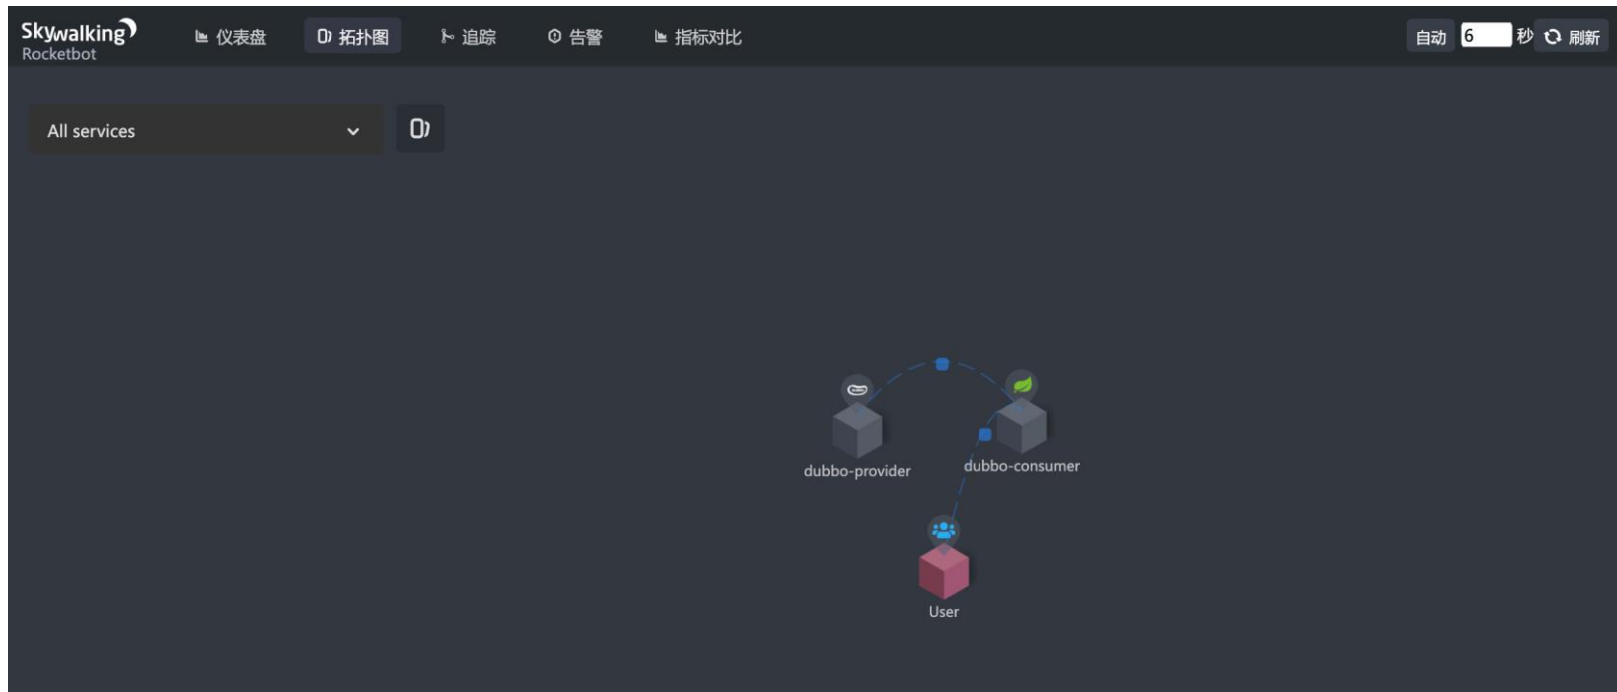 Skywalking
Rocketbot
仪表盘
拓扑图
追踪
告警
指标对比
自动
6
秒
刷新
All services
dubbo-provider
dubbo-consumer
User